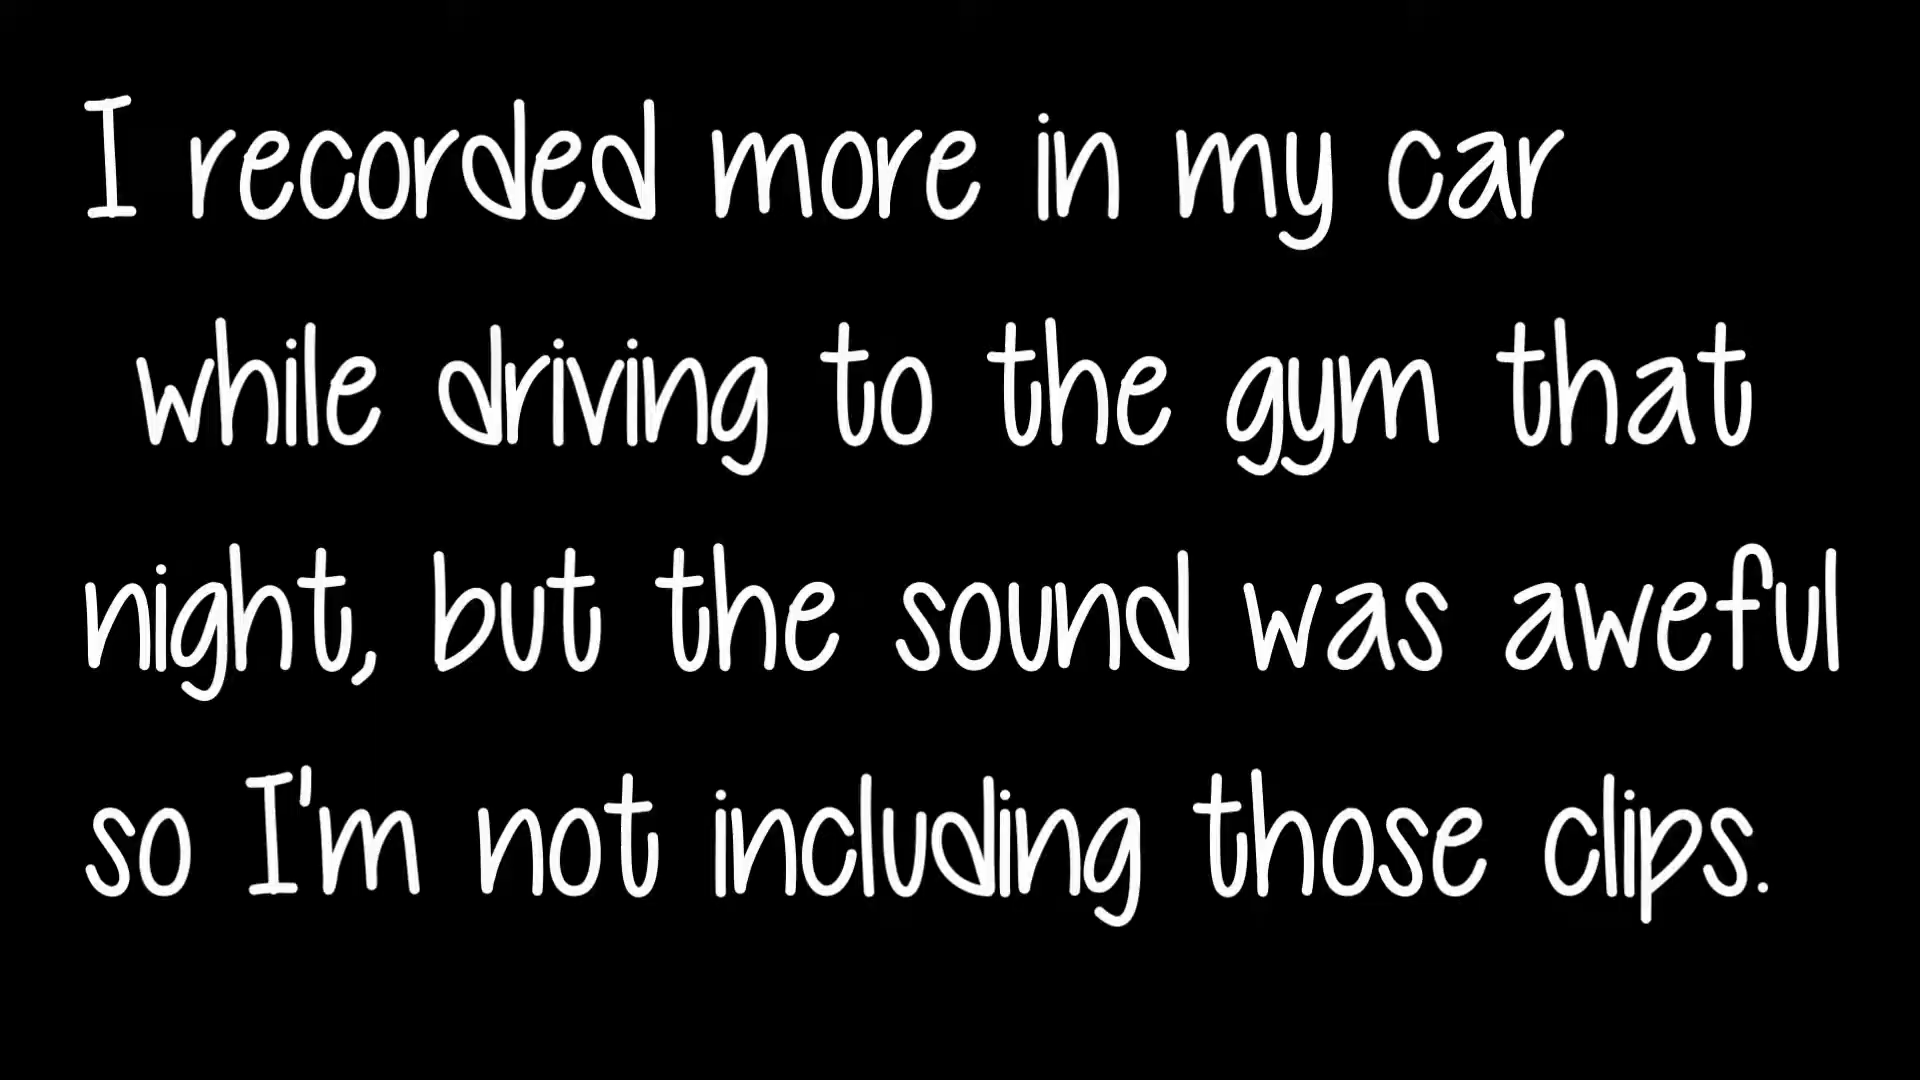 I recorded more in my car
while driving to the gym that
night, but the sound was aweful
so I'm not including those clips.